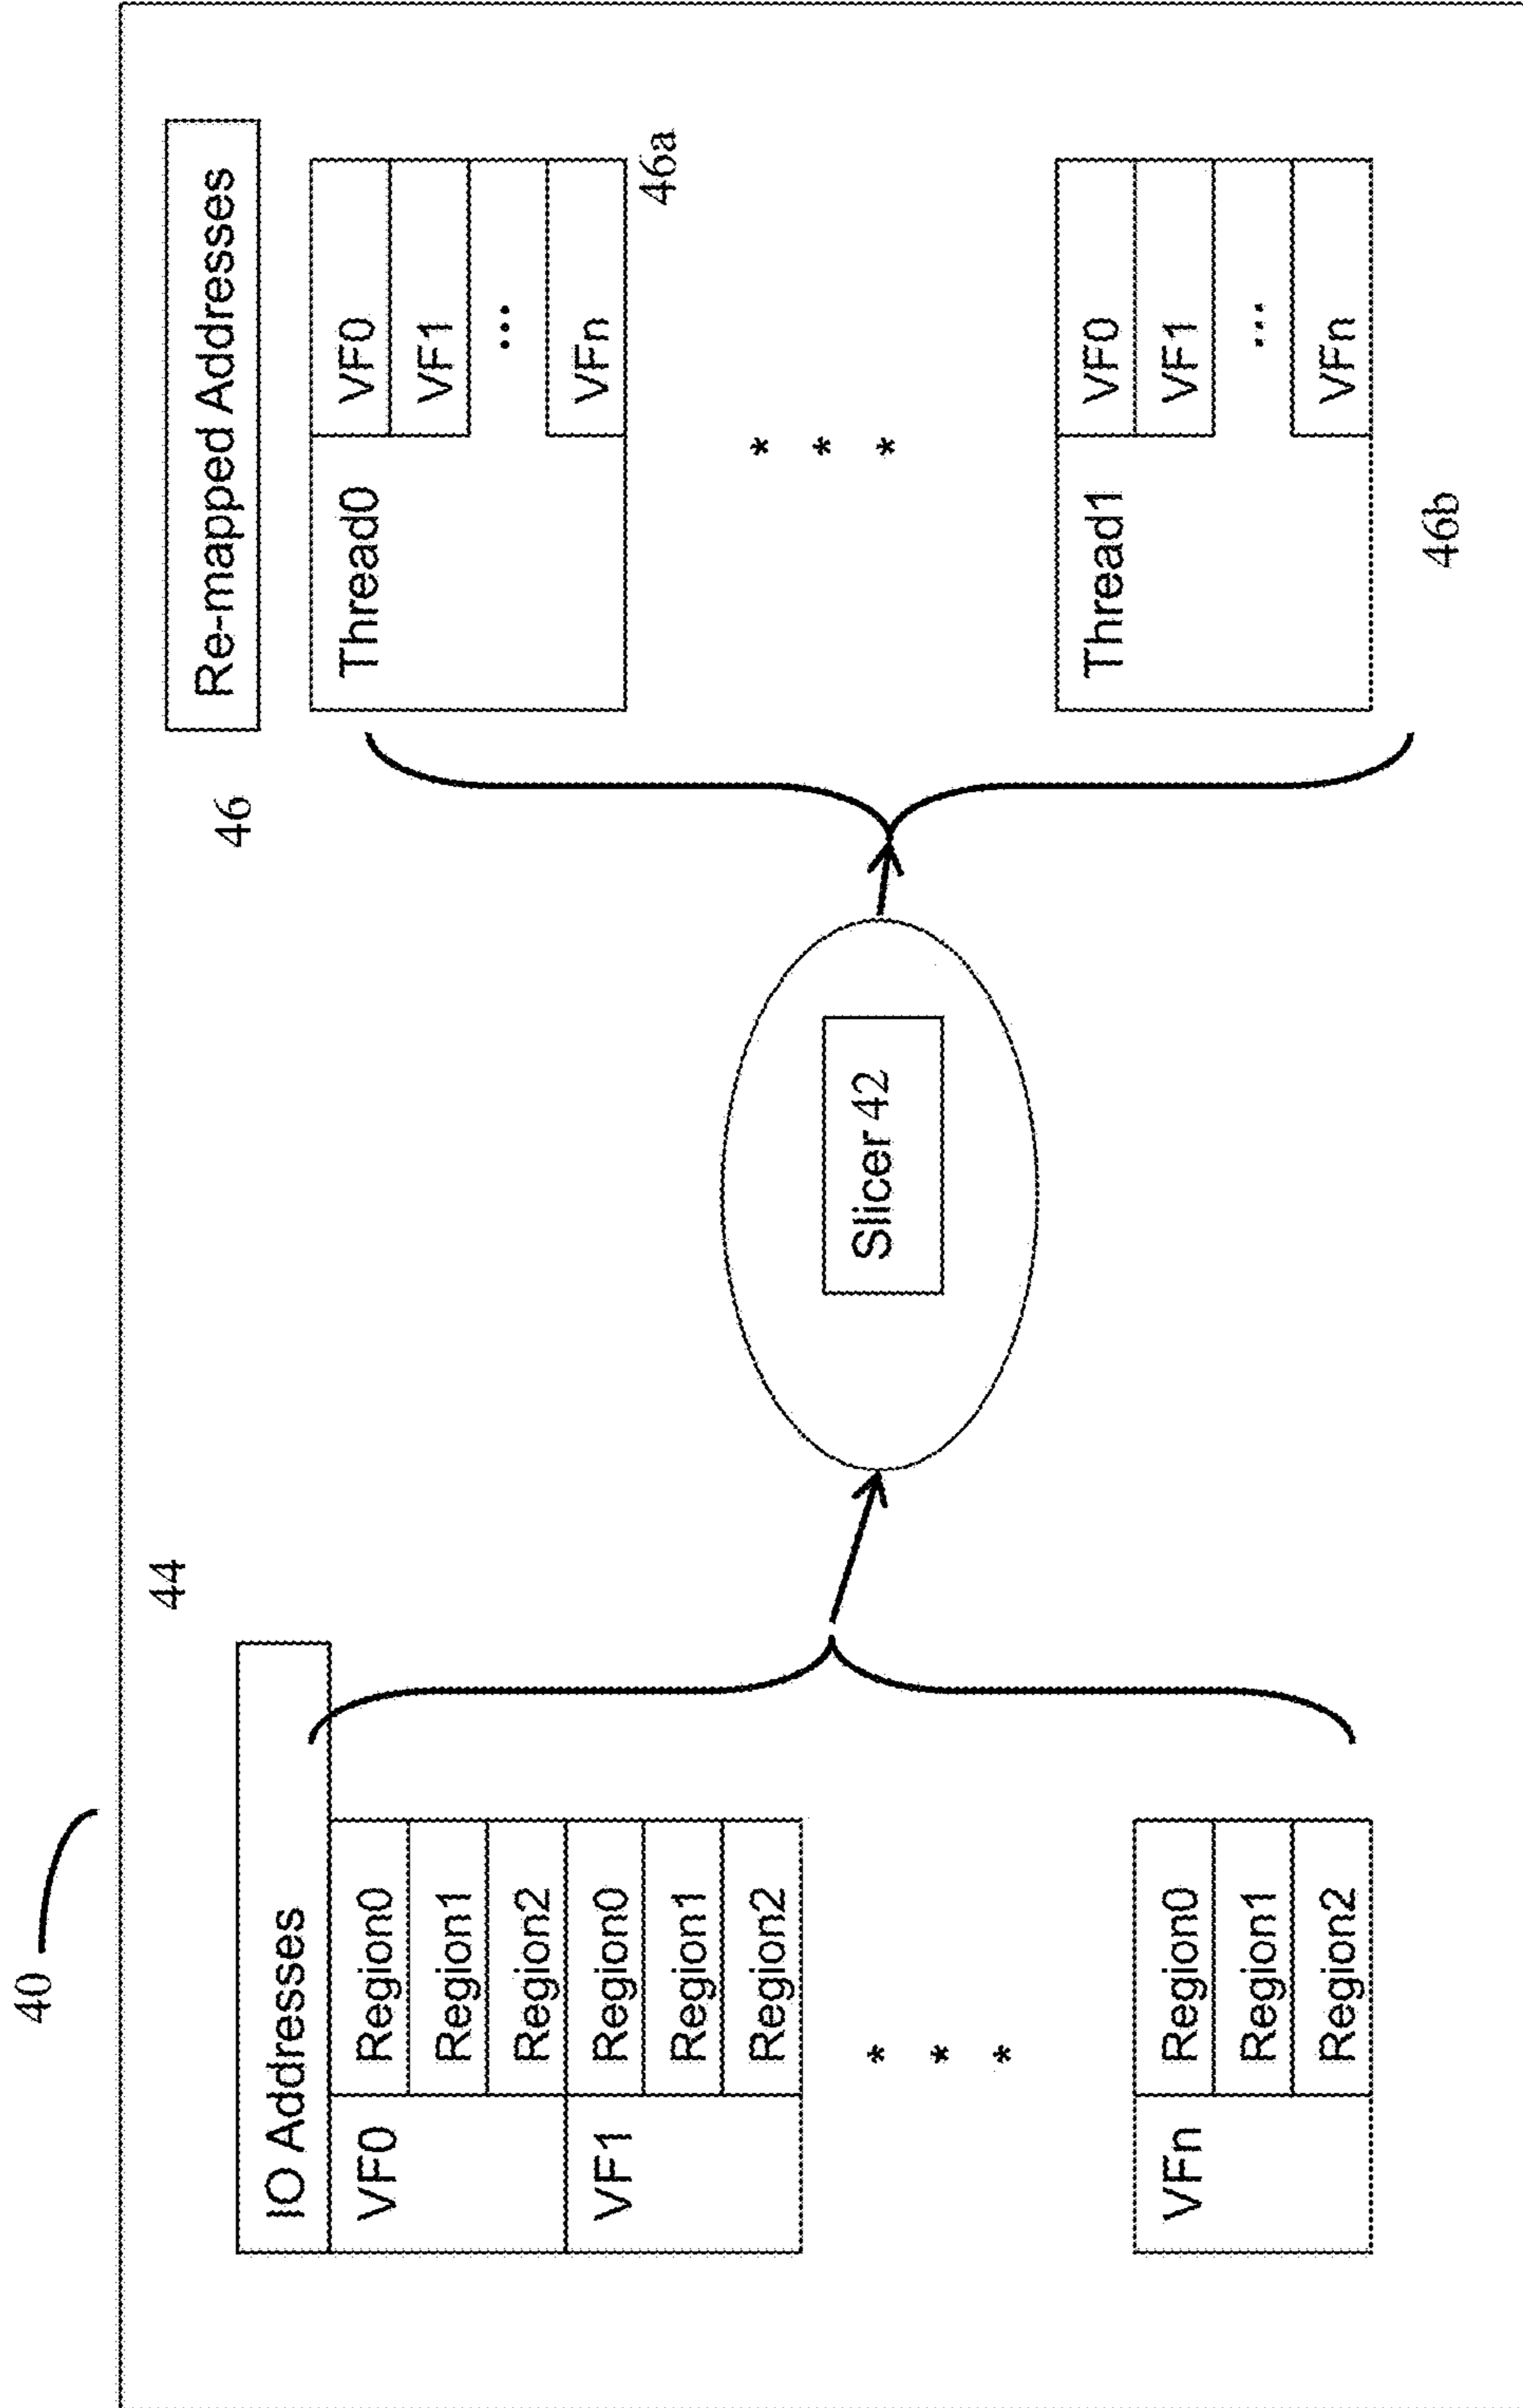 40
44
IO Addresses
VF0
Region0
Region1
Region2
VF1
Region0
Region1
Region2
* * *
VFn
Region0
Region1
Region2
Slicer 42
46
Re-mapped Addresses
Thread0
VF0
VF1
...
VFn
46a
* * *
Thread1
VF0
VF1
...
VFn
46b